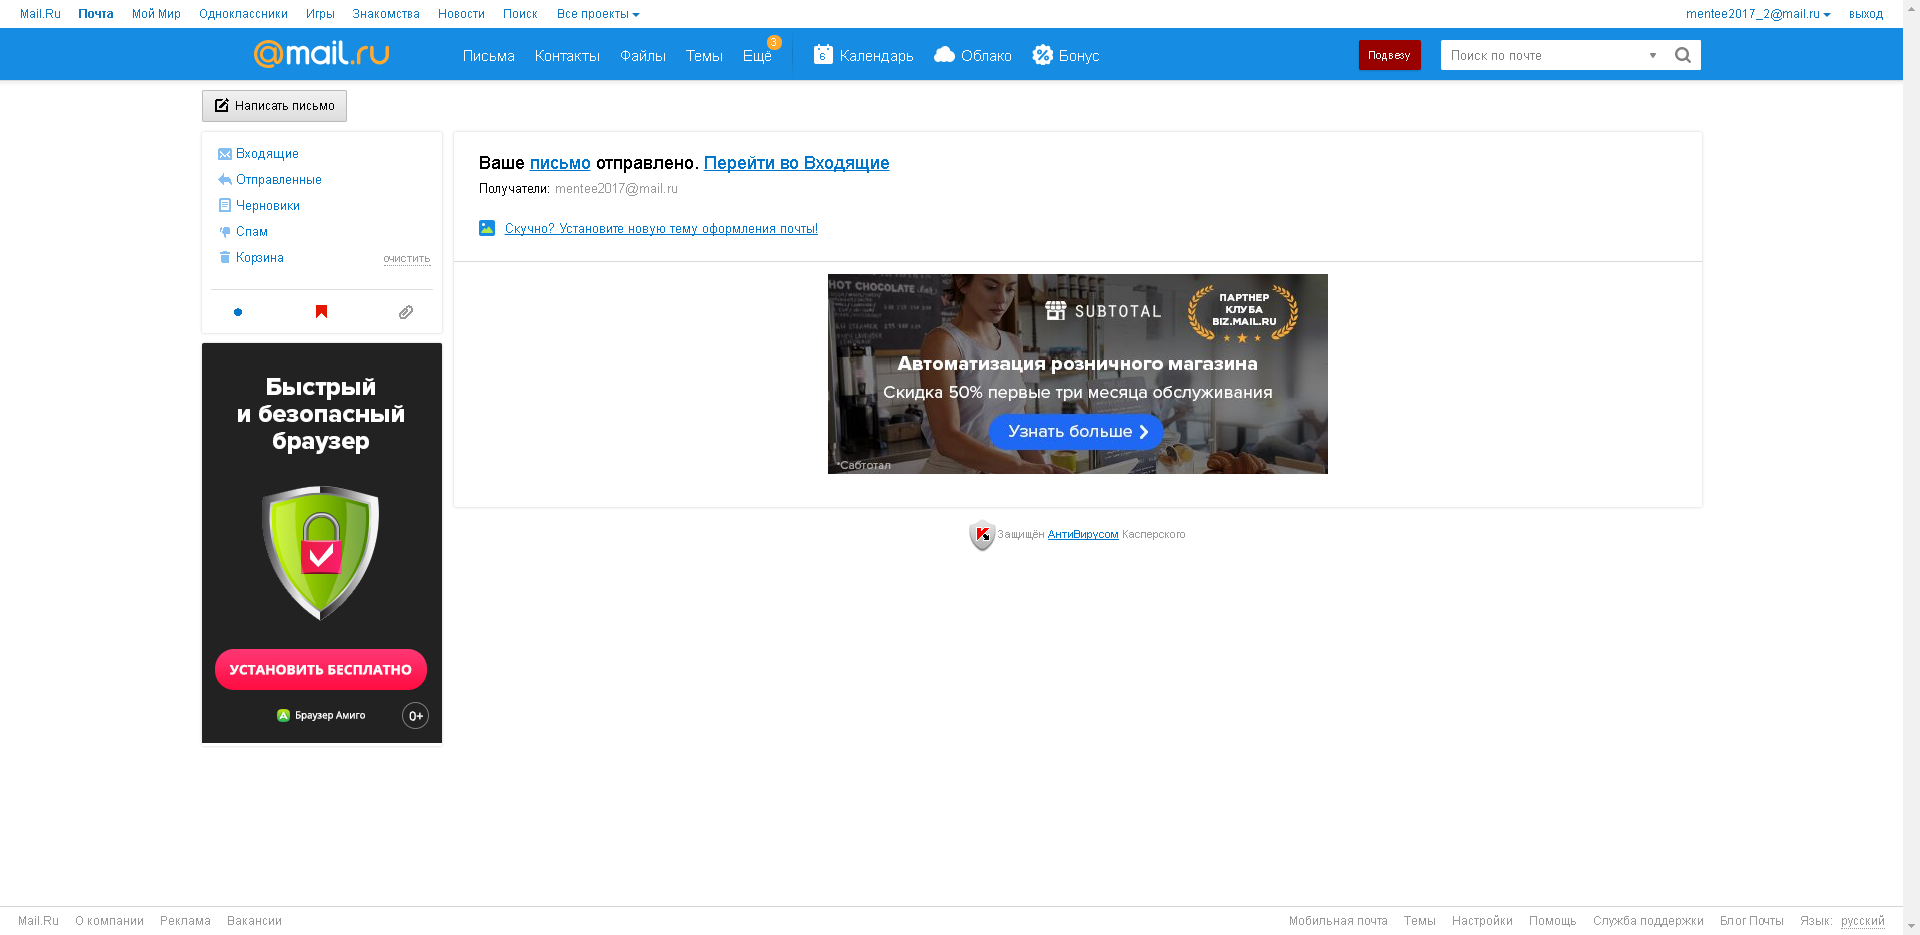 Mail.Ru Почта Мой Мир Одноклассники Игры Знакомства Новости Поиск Все проекты mentee2017_2@mail.ru выход
@mail.ru Письма Контакты Файлы Темы Ещё 3 6 Календарь Облако Бонус Подвезу Поиск по почте
Написать письмо
Входящие
Отправленные
Черновики
Спам
Корзина очистить
Ваше письмо отправлено. Перейти во Входящие
Получатели: mentee2017@mail.ru
Скучно? Установите новую тему оформления почты!
HOT CHOCOLATE
SUBTOTAL
ПАРТНЕР
КЛУБА
BIZ.MAIL.RU
Автоматизация розничного магазина
Скидка 50% первые три месяца обслуживания
Узнать больше
*Сабтотал
Быстрый
и безопасный
браузер
УСТАНОВИТЬ БЕСПЛАТНО
Браузер Амиго 0+
Защищён АнтиВирусом Касперского
Mail.Ru О компании Реклама Вакансии Мобильная почта Темы Настройки Помощь Служба поддержки Блог Почты Язык: русский